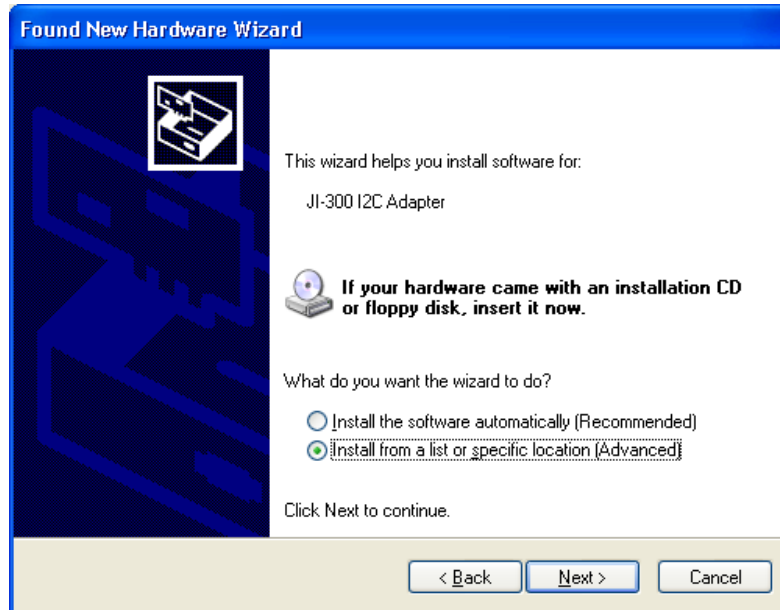 Found New Hardware Wizard
This wizard helps you install software for:
JI-300 I2C Adapter
If your hardware came with an installation CD
or floppy disk, insert it now.
What do you want the wizard to do?
Install the software automatically (Recommended)
Install from a list or specific location (Advanced)
Click Next to continue.
< Back Next > Cancel